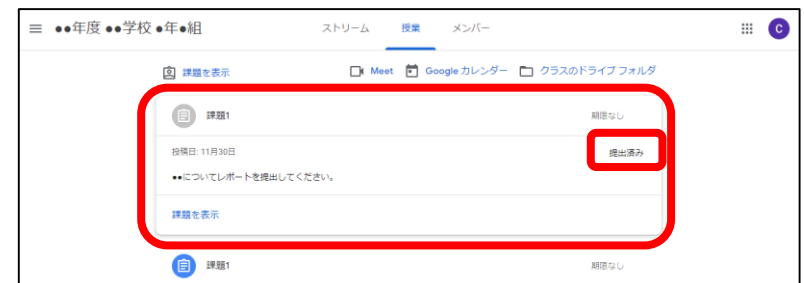 ●●年度 ●●学校 ●年●組 ストリーム 授業 メンバー C
課題を表示 Meet Google カレンダー クラスのドライブ フォルダ
課題1 期限なし
投稿日: 11月30日 提出済み
●●についてレポートを提出してください。
課題を表示
課題1 期限なし